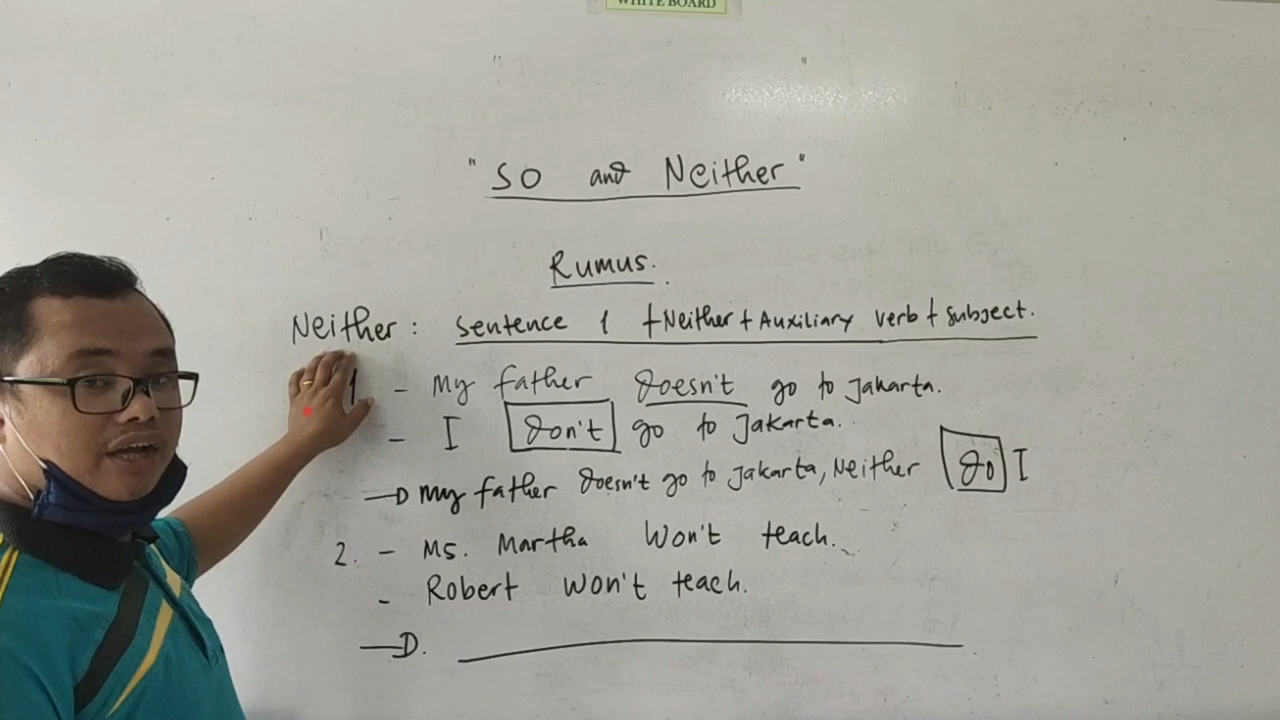 WHITE BOARD
"So and Neither"
Rumus.
Neither : Sentence 1 + Neither + Auxiliary verb + Subject.
1 - My father doesn't go to Jakarta.
- I don't go to Jakarta.
→ My father doesn't go to Jakarta, Neither do I
2. - Ms. Martha won't teach.
- Robert won't teach.
→